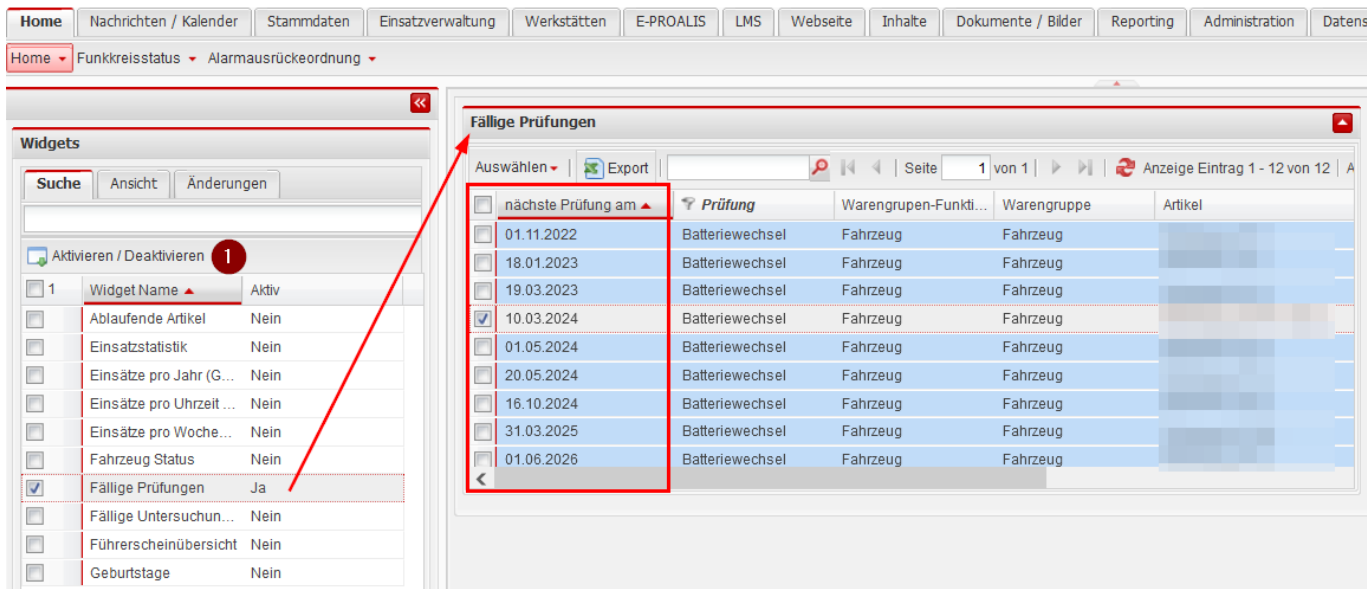 Home Nachrichten / Kalender Stammdaten Einsatzverwaltung Werkstätten E-PROALIS LMS Webseite Inhalte Dokumente / Bilder Reporting Administration Datens
Home Funkkreisstatus Alarmausrückeordnung
Widgets
Suche Ansicht Änderungen
Aktivieren / Deaktivieren 1
1 Widget Name Aktiv
Ablaufende Artikel Nein
Einsatzstatistik Nein
Einsätze pro Jahr (G... Nein
Einsätze pro Uhrzeit ... Nein
Einsätze pro Woche... Nein
Fahrzeug Status Nein
Fällige Prüfungen Ja
Fällige Untersuchun... Nein
Führerscheinübersicht Nein
Geburtstage Nein
Fällige Prüfungen
Auswählen Export Seite 1 von 1 Anzeige Eintrag 1 - 12 von 12 A
nächste Prüfung am Prüfung Warengrupen-Funkti... Warengruppe Artikel
01.11.2022 Batteriewechsel Fahrzeug Fahrzeug
18.01.2023 Batteriewechsel Fahrzeug Fahrzeug
19.03.2023 Batteriewechsel Fahrzeug Fahrzeug
10.03.2024 Batteriewechsel Fahrzeug Fahrzeug
01.05.2024 Batteriewechsel Fahrzeug Fahrzeug
20.05.2024 Batteriewechsel Fahrzeug Fahrzeug
16.10.2024 Batteriewechsel Fahrzeug Fahrzeug
31.03.2025 Batteriewechsel Fahrzeug Fahrzeug
01.06.2026 Batteriewechsel Fahrzeug Fahrzeug